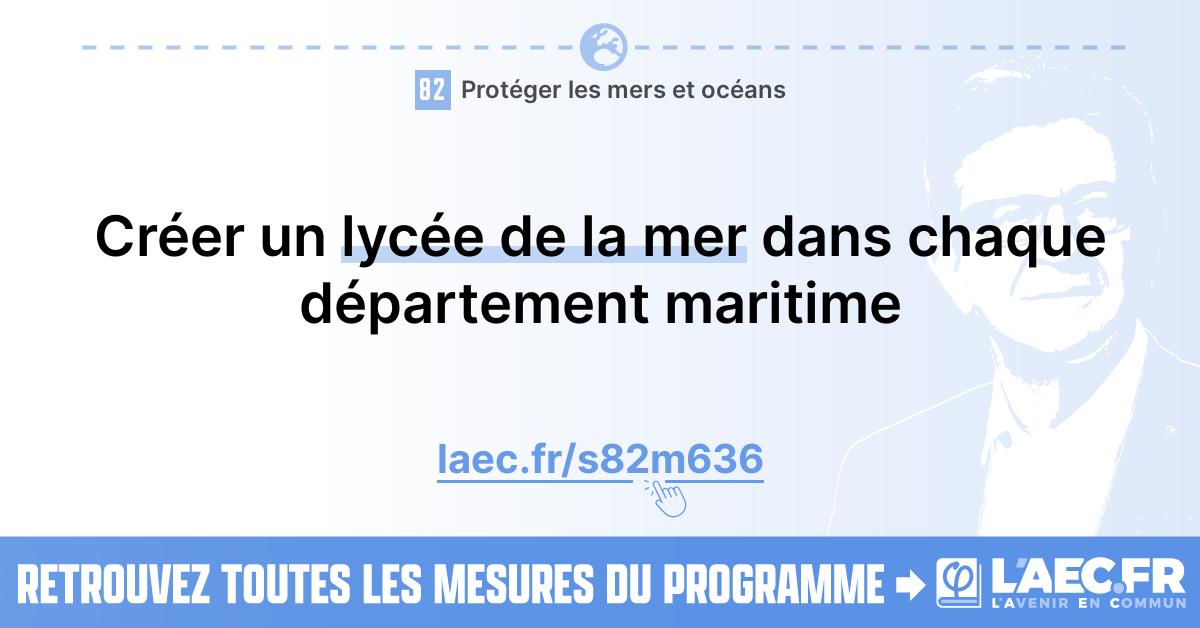 82 Protéger les mers et océans
Créer un lycée de la mer dans chaque
département maritime
laec.fr/s82m636
RETROUVEZ TOUTES LES MESURES DU PROGRAMME
L'AEC.FR
L'AVENIR EN COMMUN